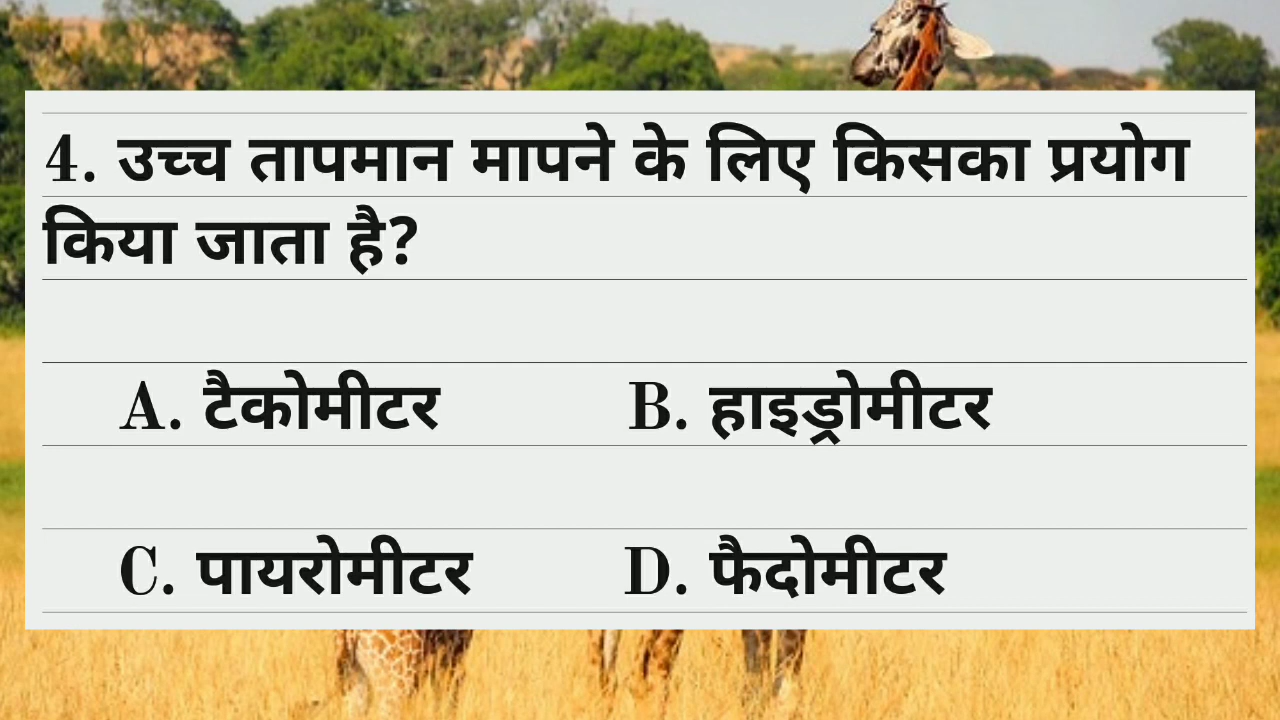 4. उच्च तापमान मापने के लिए किसका प्रयोग
किया जाता है?
A. टैकोमीटर B. हाइड्रोमीटर
C. पायरोमीटर D. फैदोमीटर